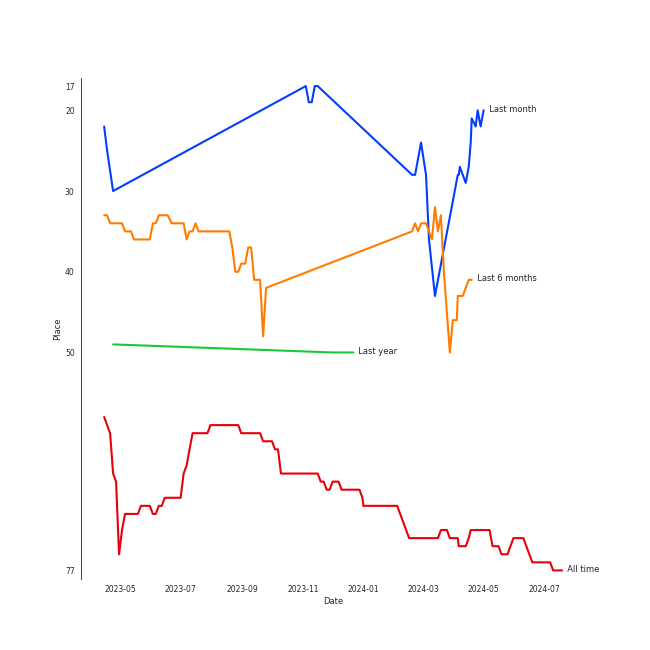 17
20
Last month
30
40
Last 6 months
Place
50
Last year
77
All time
2023-05 2023-07 2023-09 2023-11 2024-01 2024-03 2024-05 2024-07
Date